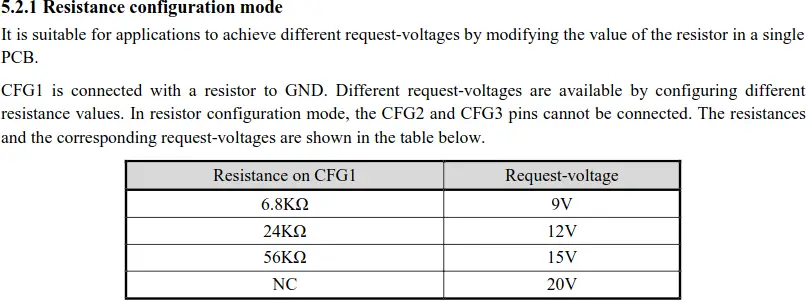 5.2.1 Resistance configuration mode
It is suitable for applications to achieve different request-voltages by modifying the value of the resistor in a single
PCB.
CFG1 is connected with a resistor to GND. Different request-voltages are available by configuring different
resistance values. In resistor configuration mode, the CFG2 and CFG3 pins cannot be connected. The resistances
and the corresponding request-voltages are shown in the table below.
Resistance on CFG1 Request-voltage
6.8KΩ 9V
24KΩ 12V
56KΩ 15V
NC 20V